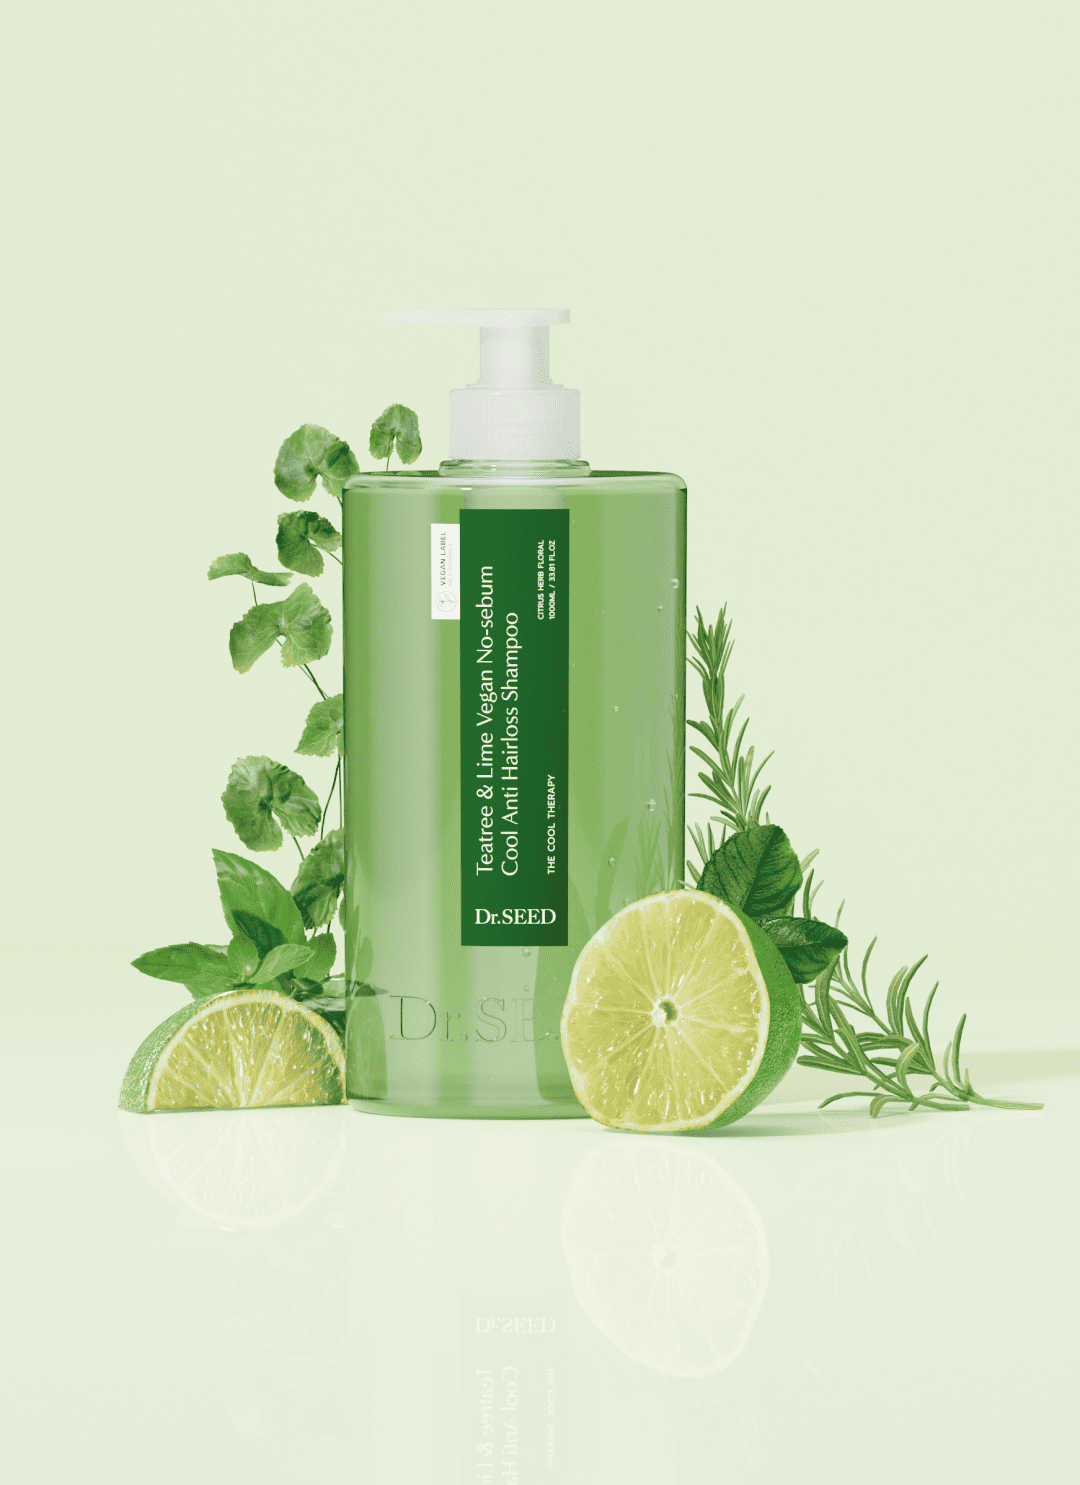 VEGAN LABEL
Teatree & Lime Vegan No-sebum
Cool Anti Hairloss Shampoo
CITRUS HERB FLORAL
1000ML / 33.81 FL.OZ
THE COOL THERAPY
Dr.SEED
Dr.SE